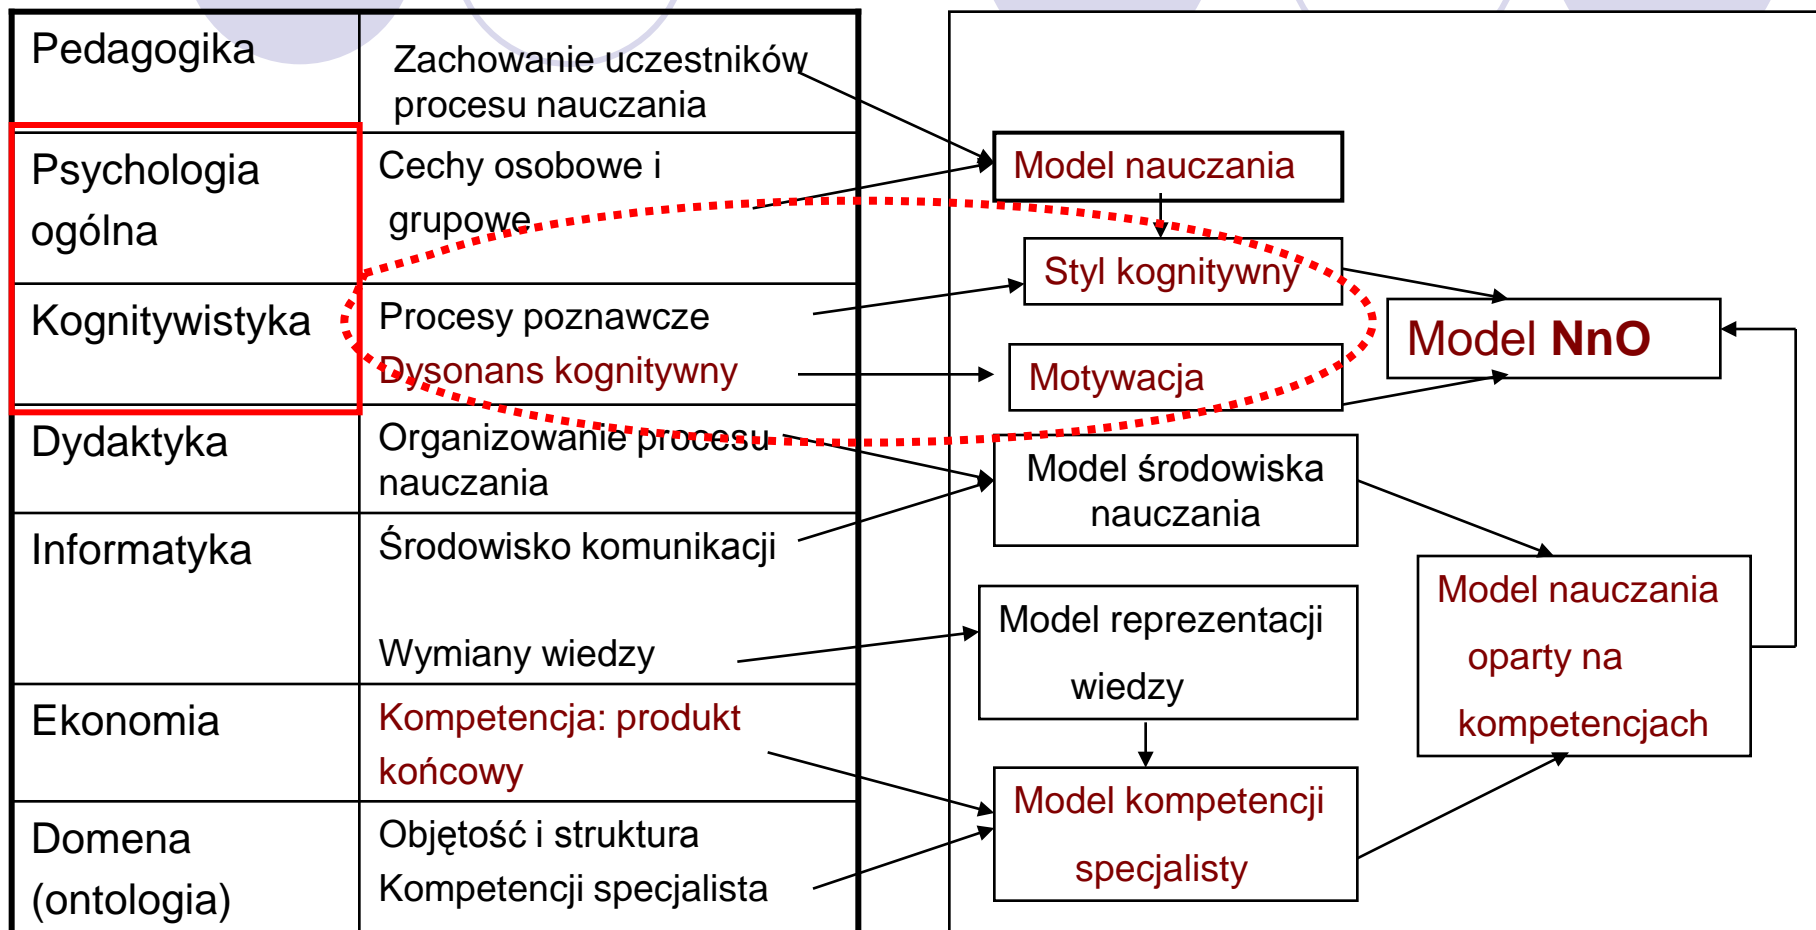 Pedagogika
Zachowanie uczestników
procesu nauczania
Psychologia
ogólna
Cechy osobowe i
grupowe
Kognitywistyka
Procesy poznawcze
Dysonans kognitywny
Dydaktyka
Organizowanie procesu
nauczania
Informatyka
Środowisko komunikacji
Wymiany wiedzy
Ekonomia
Kompetencja: produkt
końcowy
Domena
(ontologia)
Objętość i struktura
Kompetencji specjalista
Model nauczania
Styl kognitywny
Motywacja
Model NnO
Model środowiska
nauczania
Model reprezentacji
wiedzy
Model nauczania
oparty na
kompetencjach
Model kompetencji
specjalisty